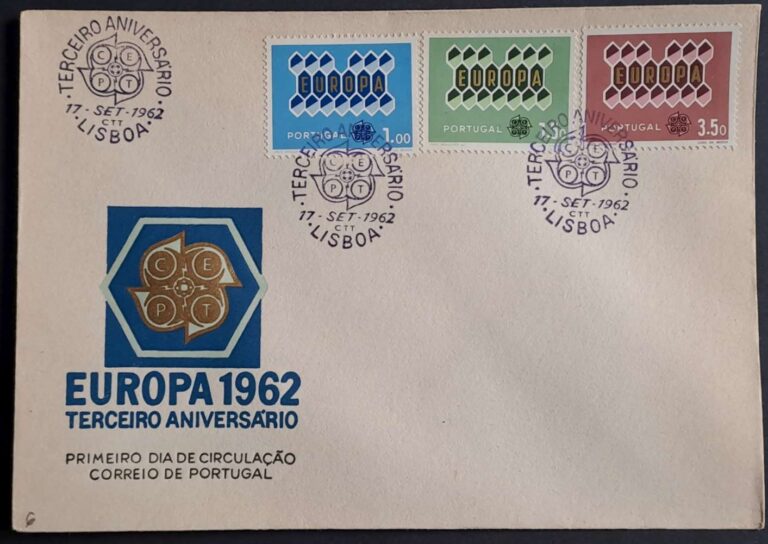 TERCEIRO ANIVERSÁRIO
C E
P T
17-SET-1962
CTT
LISBOA
EUROPA
PORTUGAL 1.00
EUROPA
PORTUGAL
EUROPA
PORTUGAL 3.50
TERCEIRO ANIVERSÁRIO
C E
P T
17-SET-1962
CTT
LISBOA
TERCEIRO ANIVERSÁRIO
C E
P T
17-SET-1962
CTT
LISBOA
C E
P T
EUROPA 1962
TERCEIRO ANIVERSÁRIO
PRIMEIRO DIA DE CIRCULAÇÃO
CORREIO DE PORTUGAL
6